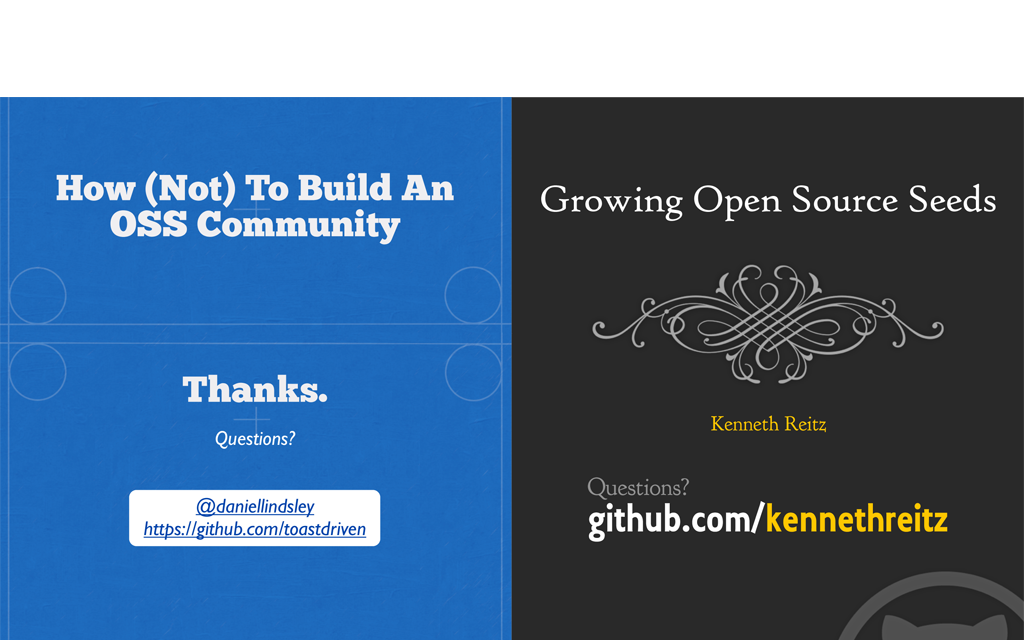 How (Not) To Build An
OSS Community
Thanks.
Questions?
@daniellindsley
https://github.com/toastdriven
Growing Open Source Seeds
Kenneth Reitz
Questions?
github.com/kennethreitz